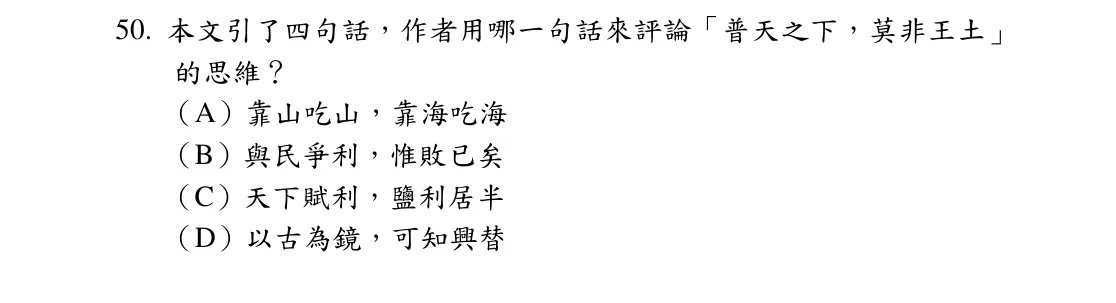 50. 本文引了四句話，作者用哪一句話來評論「普天之下，莫非王土」
的思維？
（A）靠山吃山，靠海吃海
（B）與民爭利，惟敗已矣
（C）天下賦利，鹽利居半
（D）以古為鏡，可知興替